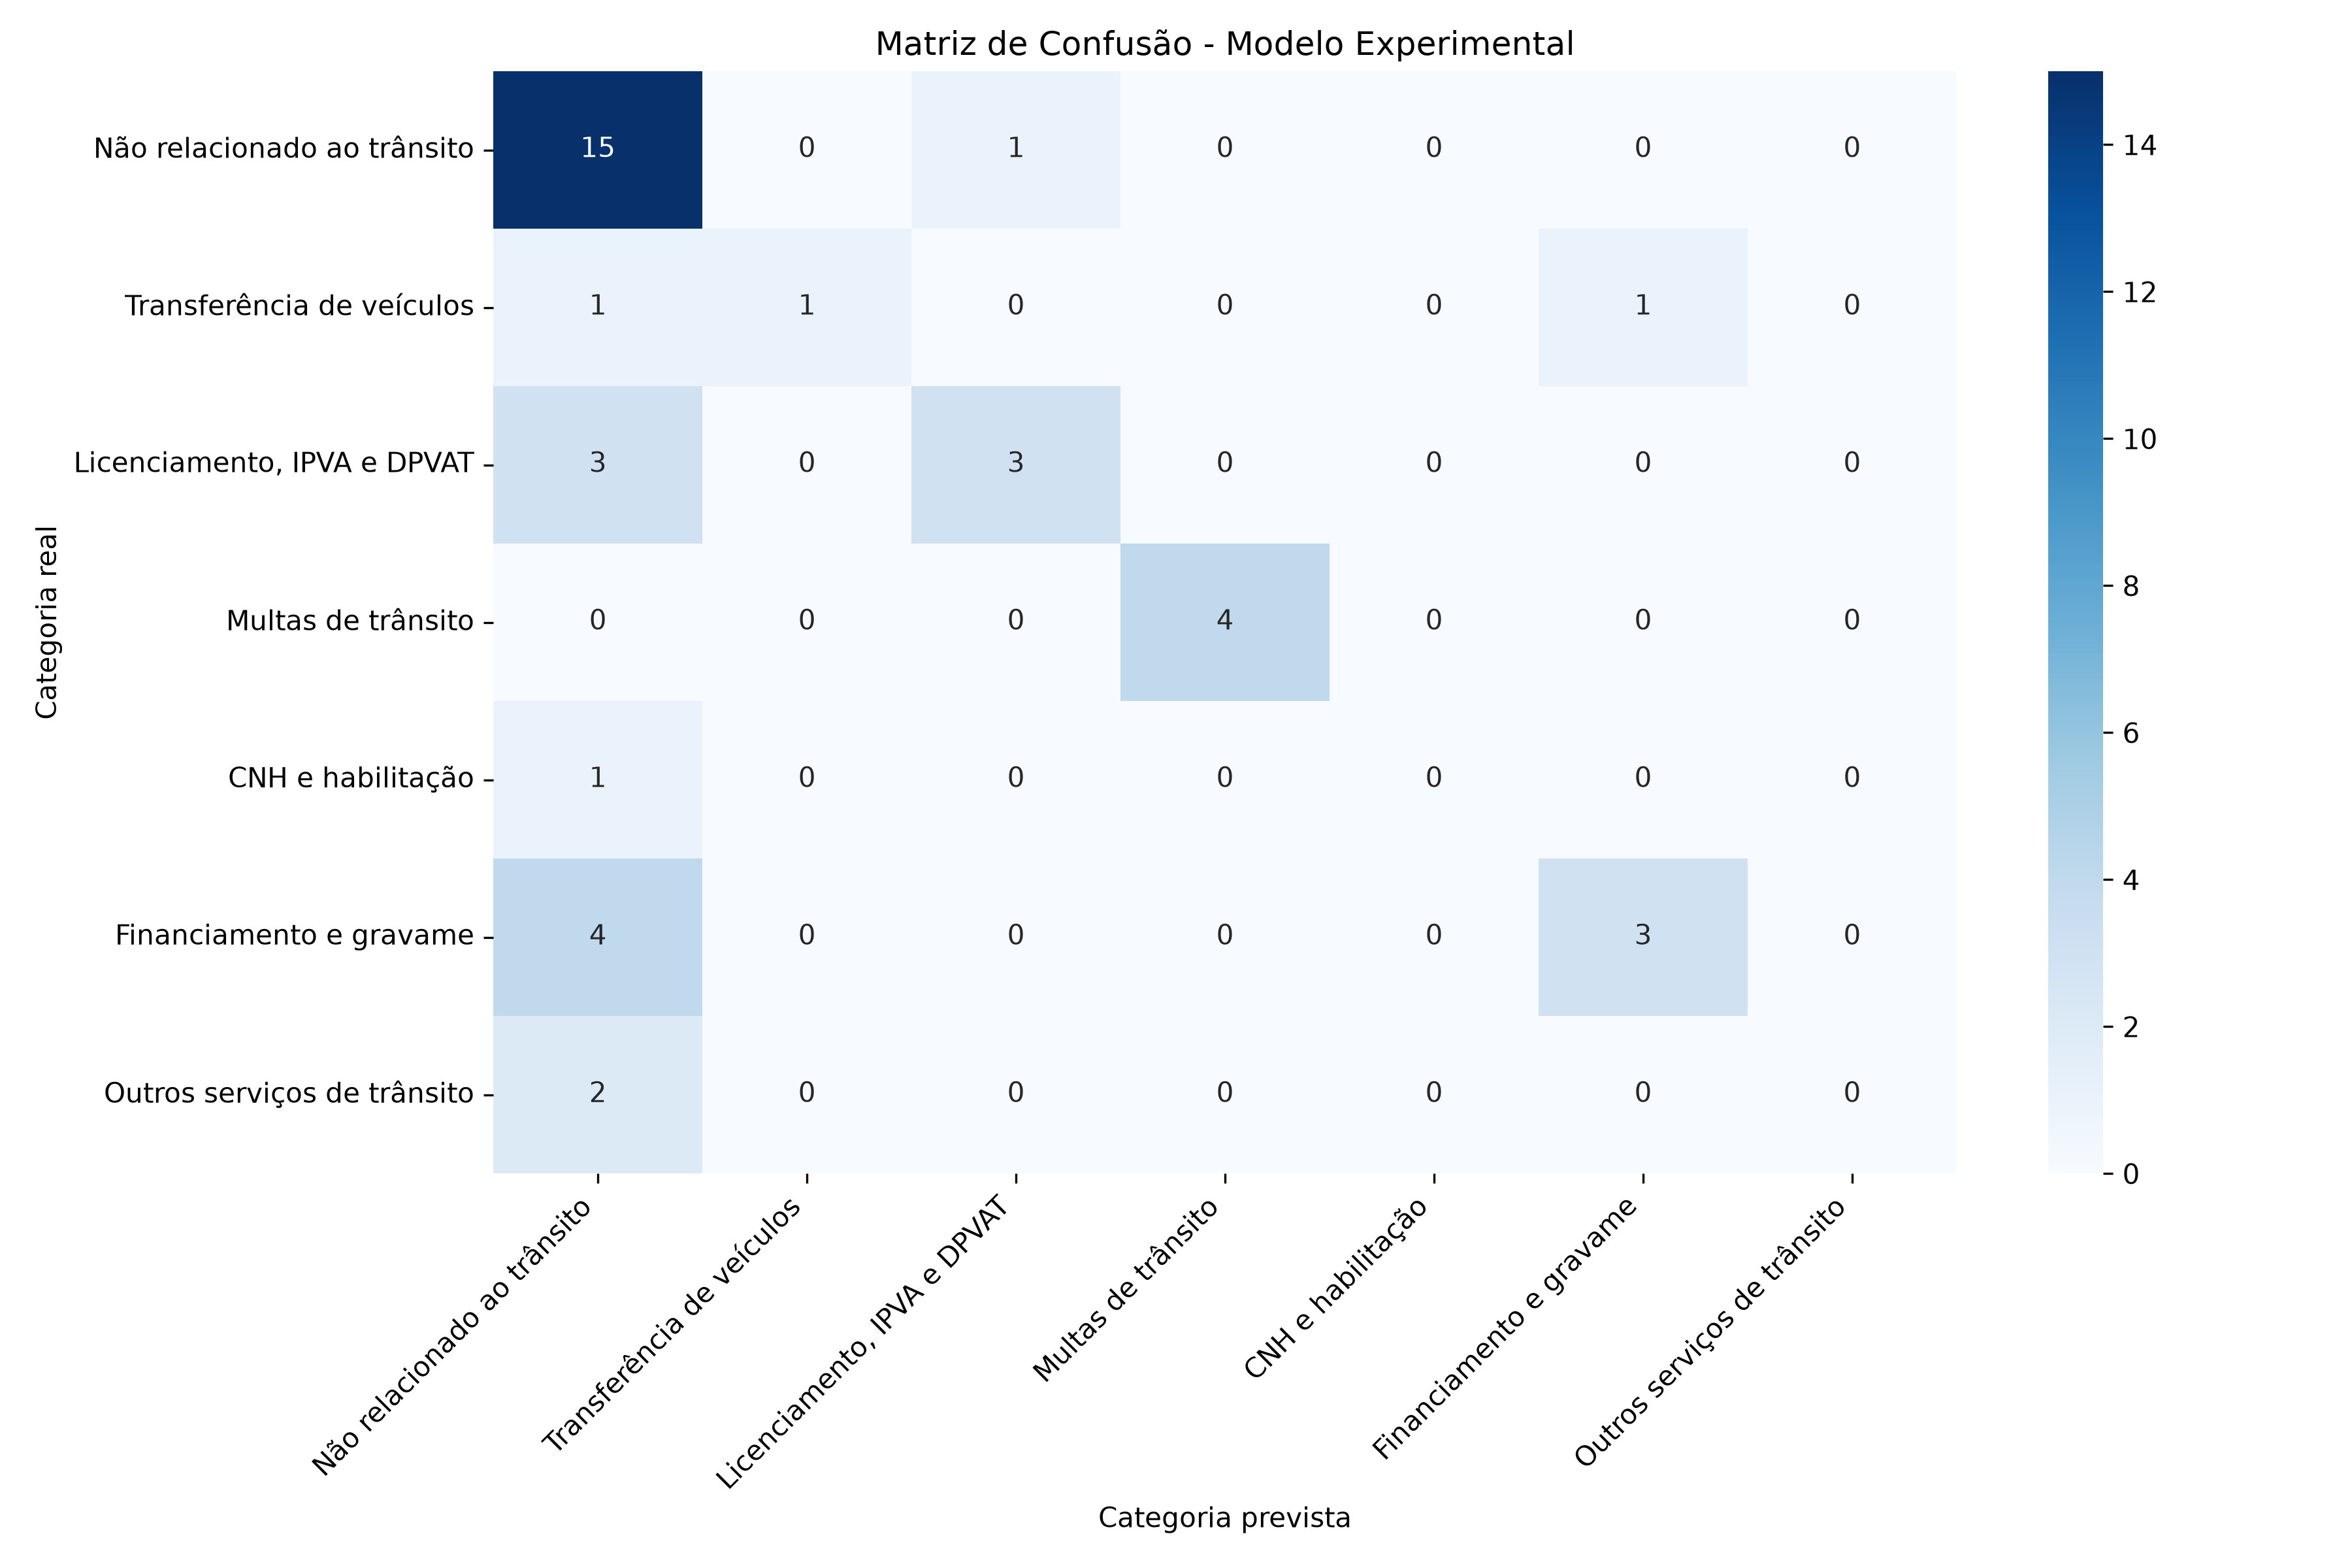 Matriz de Confusão - Modelo Experimental
Categoria real
Não relacionado ao trânsito 15 0 1 0 0 0 0
Transferência de veículos 1 1 0 0 0 1 0
Licenciamento, IPVA e DPVAT 3 0 3 0 0 0 0
Multas de trânsito 0 0 0 4 0 0 0
CNH e habilitação 1 0 0 0 0 0 0
Financiamento e gravame 4 0 0 0 0 3 0
Outros serviços de trânsito 2 0 0 0 0 0 0
Não relacionado ao trânsito
Transferência de veículos
Licenciamento, IPVA e DPVAT
Multas de trânsito
CNH e habilitação
Financiamento e gravame
Outros serviços de trânsito
Categoria prevista
14
12
10
8
6
4
2
0